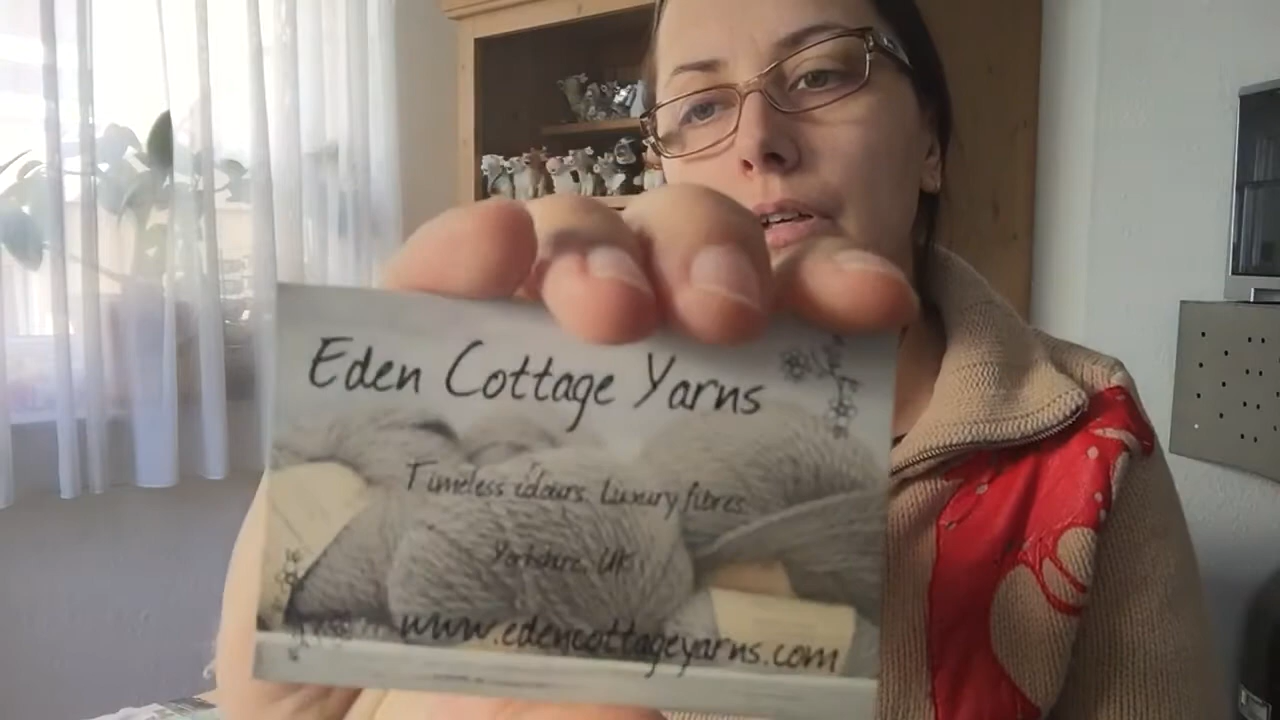 Eden Cottage Yarns
Timeless colours. Luxury fibres.
Yorkshire, UK
www.edencottageyarns.com